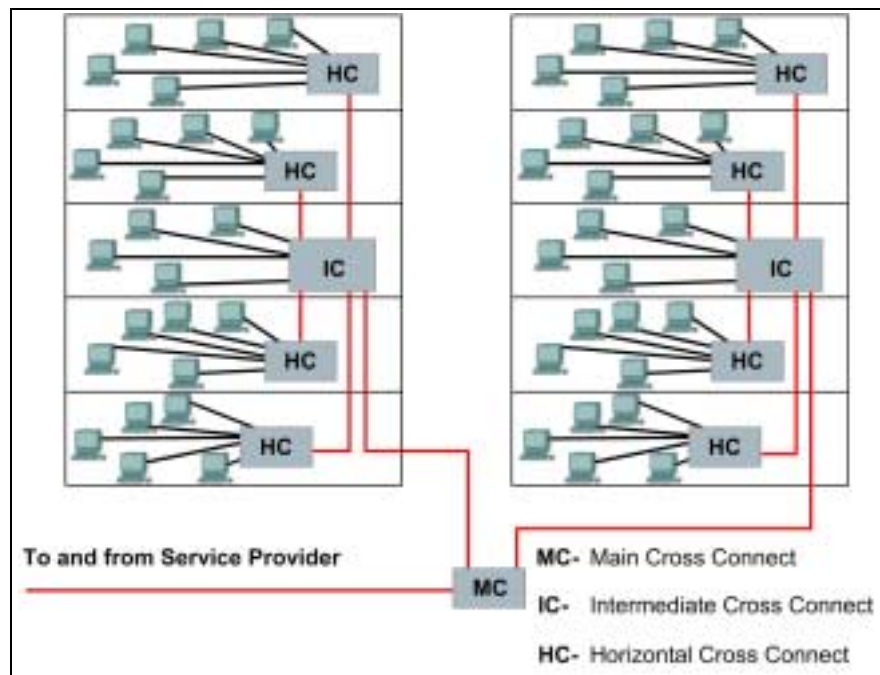 HC HC
HC HC
IC IC
HC HC
HC HC
To and from Service Provider
MC
MC- Main Cross Connect
IC- Intermediate Cross Connect
HC- Horizontal Cross Connect